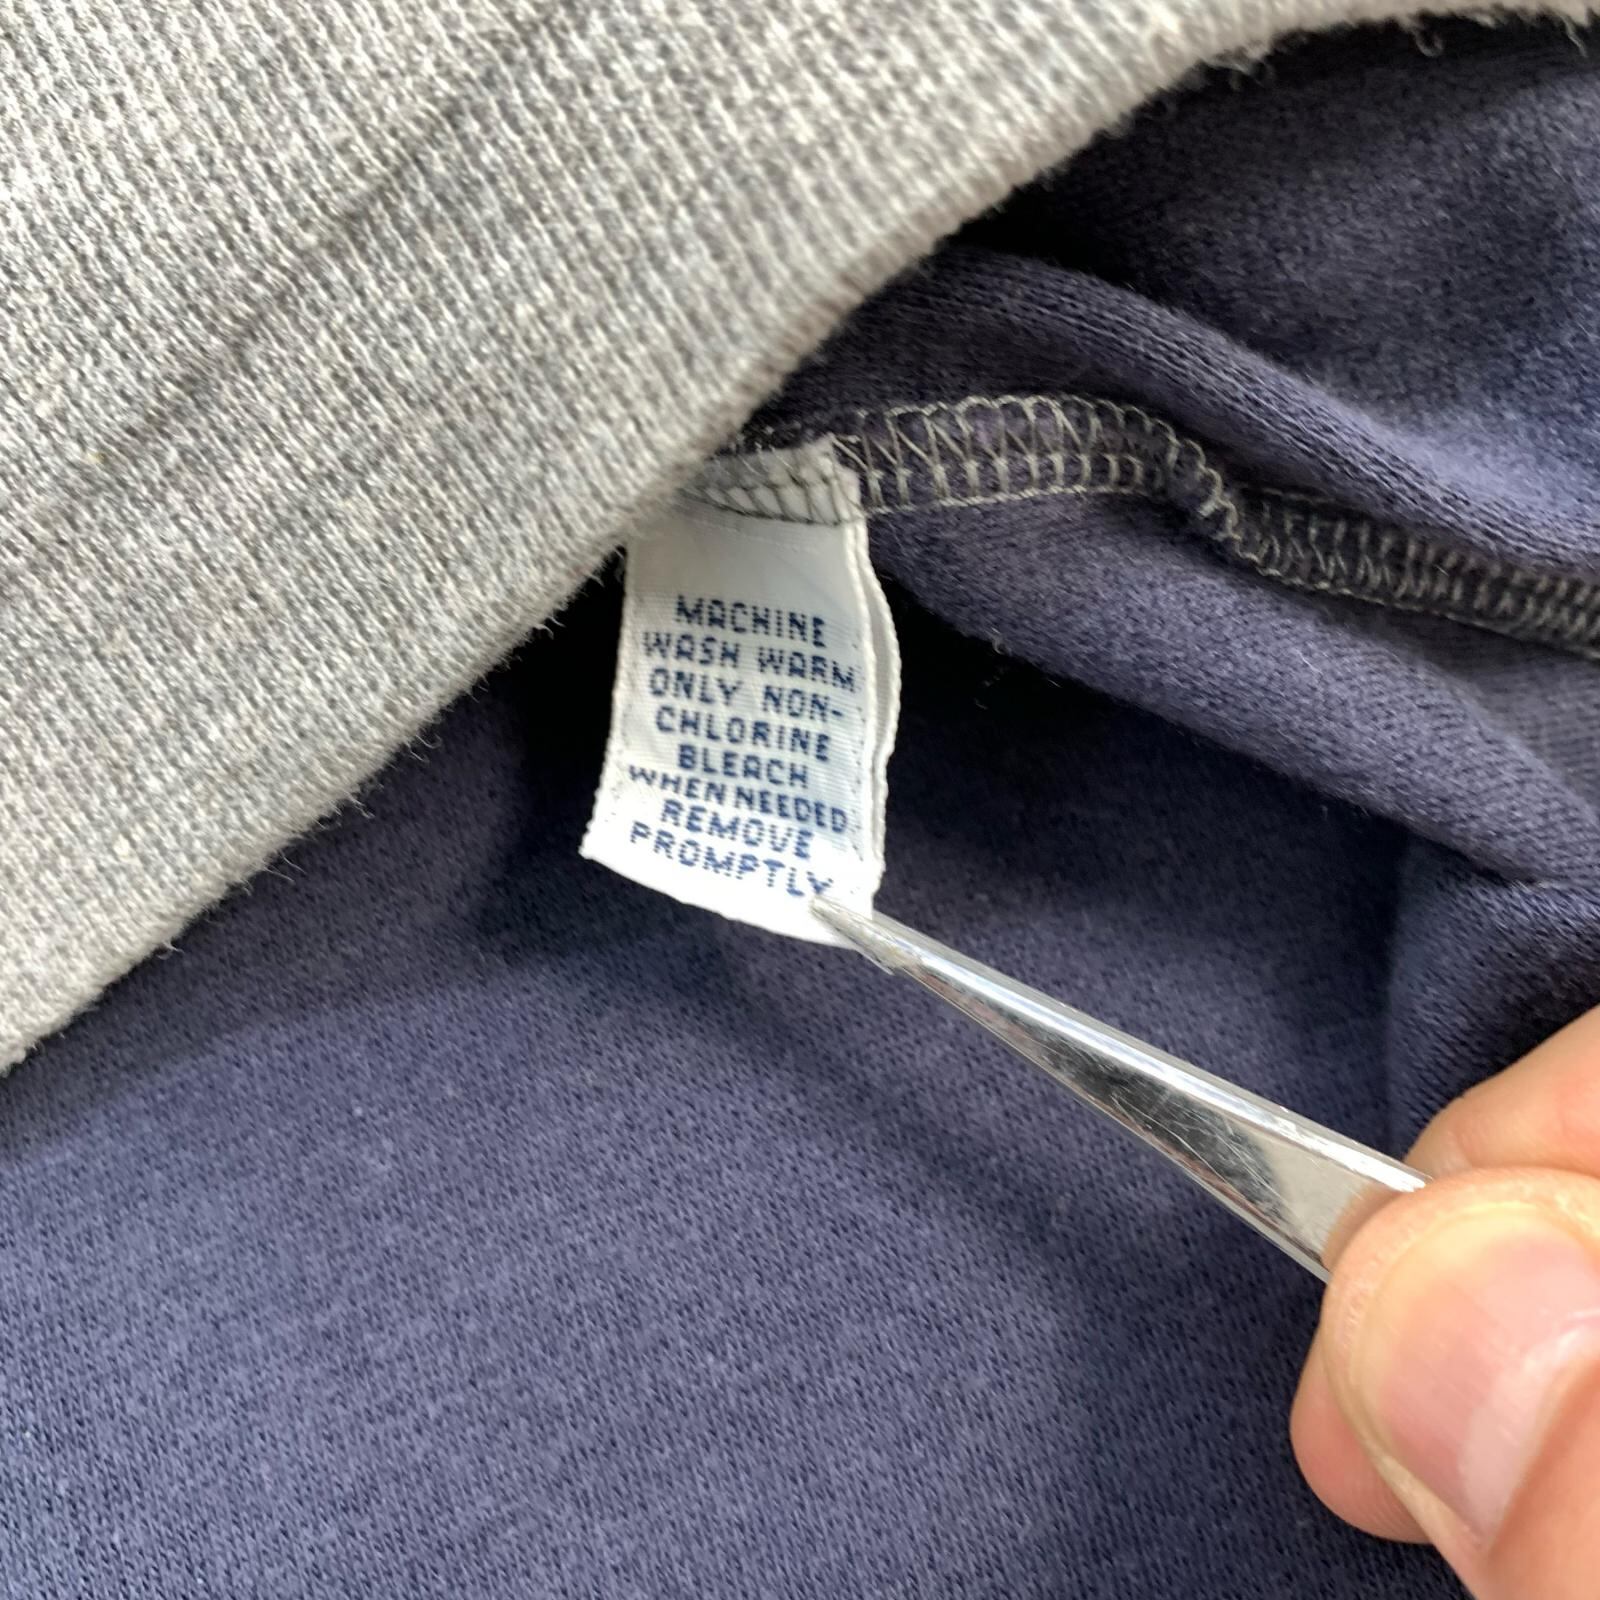 MACHINE
WASH WARM
ONLY NON-
CHLORINE
BLEACH
WHEN NEEDED
REMOVE
PROMPTLY